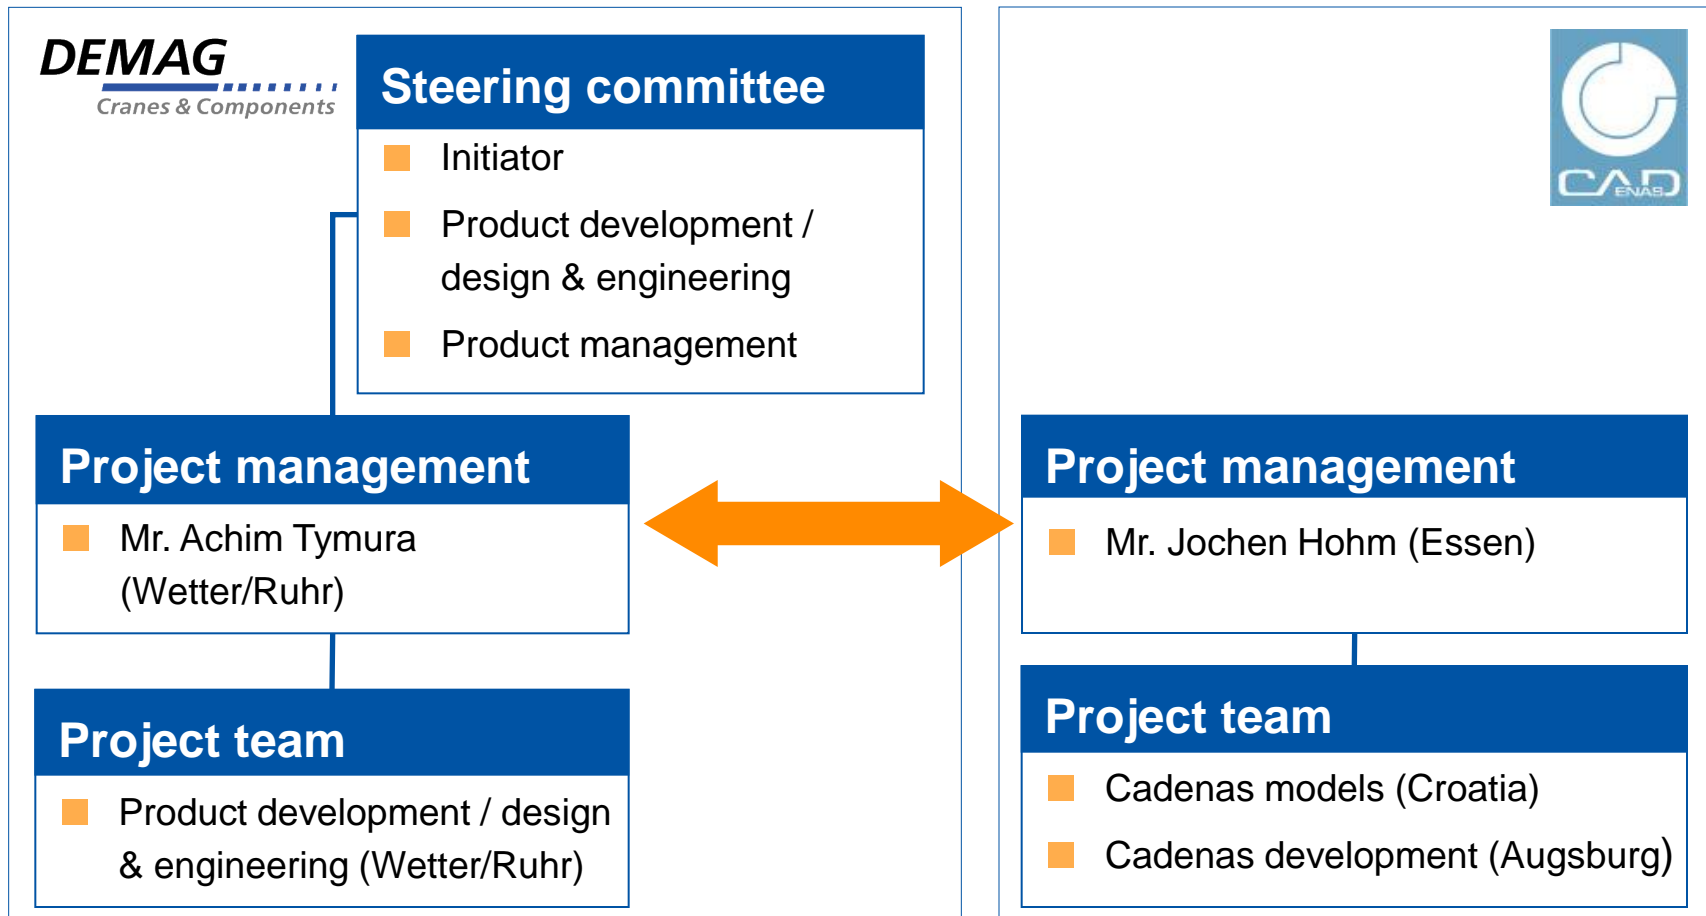 DEMAG
Cranes & Components
Steering committee
Initiator
Product development /
design & engineering
Product management
Project management
Mr. Achim Tymura
(Wetter/Ruhr)
Project team
Product development / design
& engineering (Wetter/Ruhr)
CADENAS
Project management
Mr. Jochen Hohm (Essen)
Project team
Cadenas models (Croatia)
Cadenas development (Augsburg)